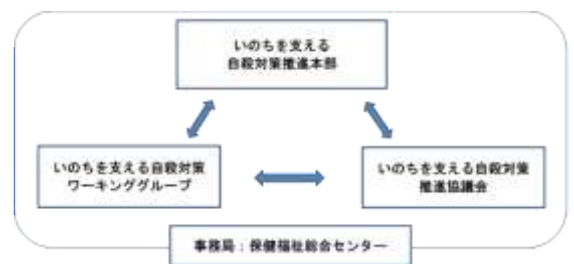 いのちを支える
自殺対策推進本部
いのちを支える自殺対策
ワーキンググループ
いのちを支える自殺対策
推進協議会
事務局：保健福祉総合センター